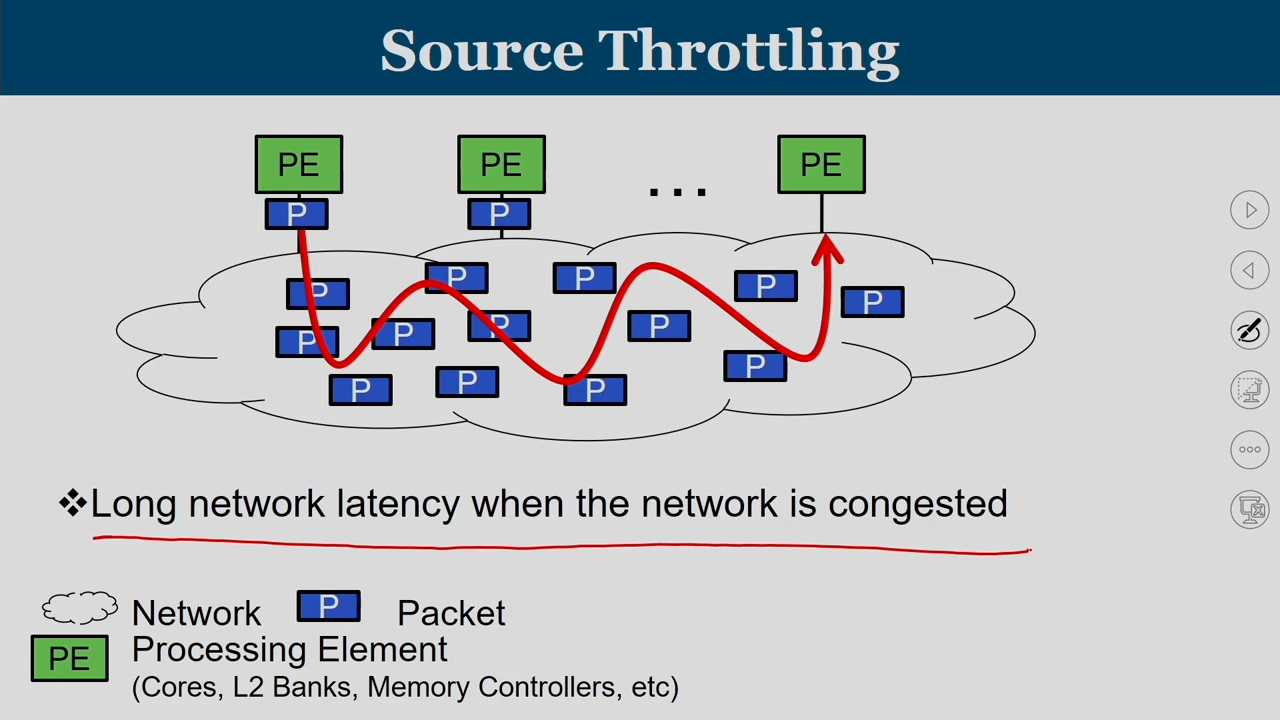 Source Throttling
PE PE ... PE
P P
P P P P
P
P P P P
P
P P P P
❖Long network latency when the network is congested
Network P Packet
PE Processing Element
(Cores, L2 Banks, Memory Controllers, etc)